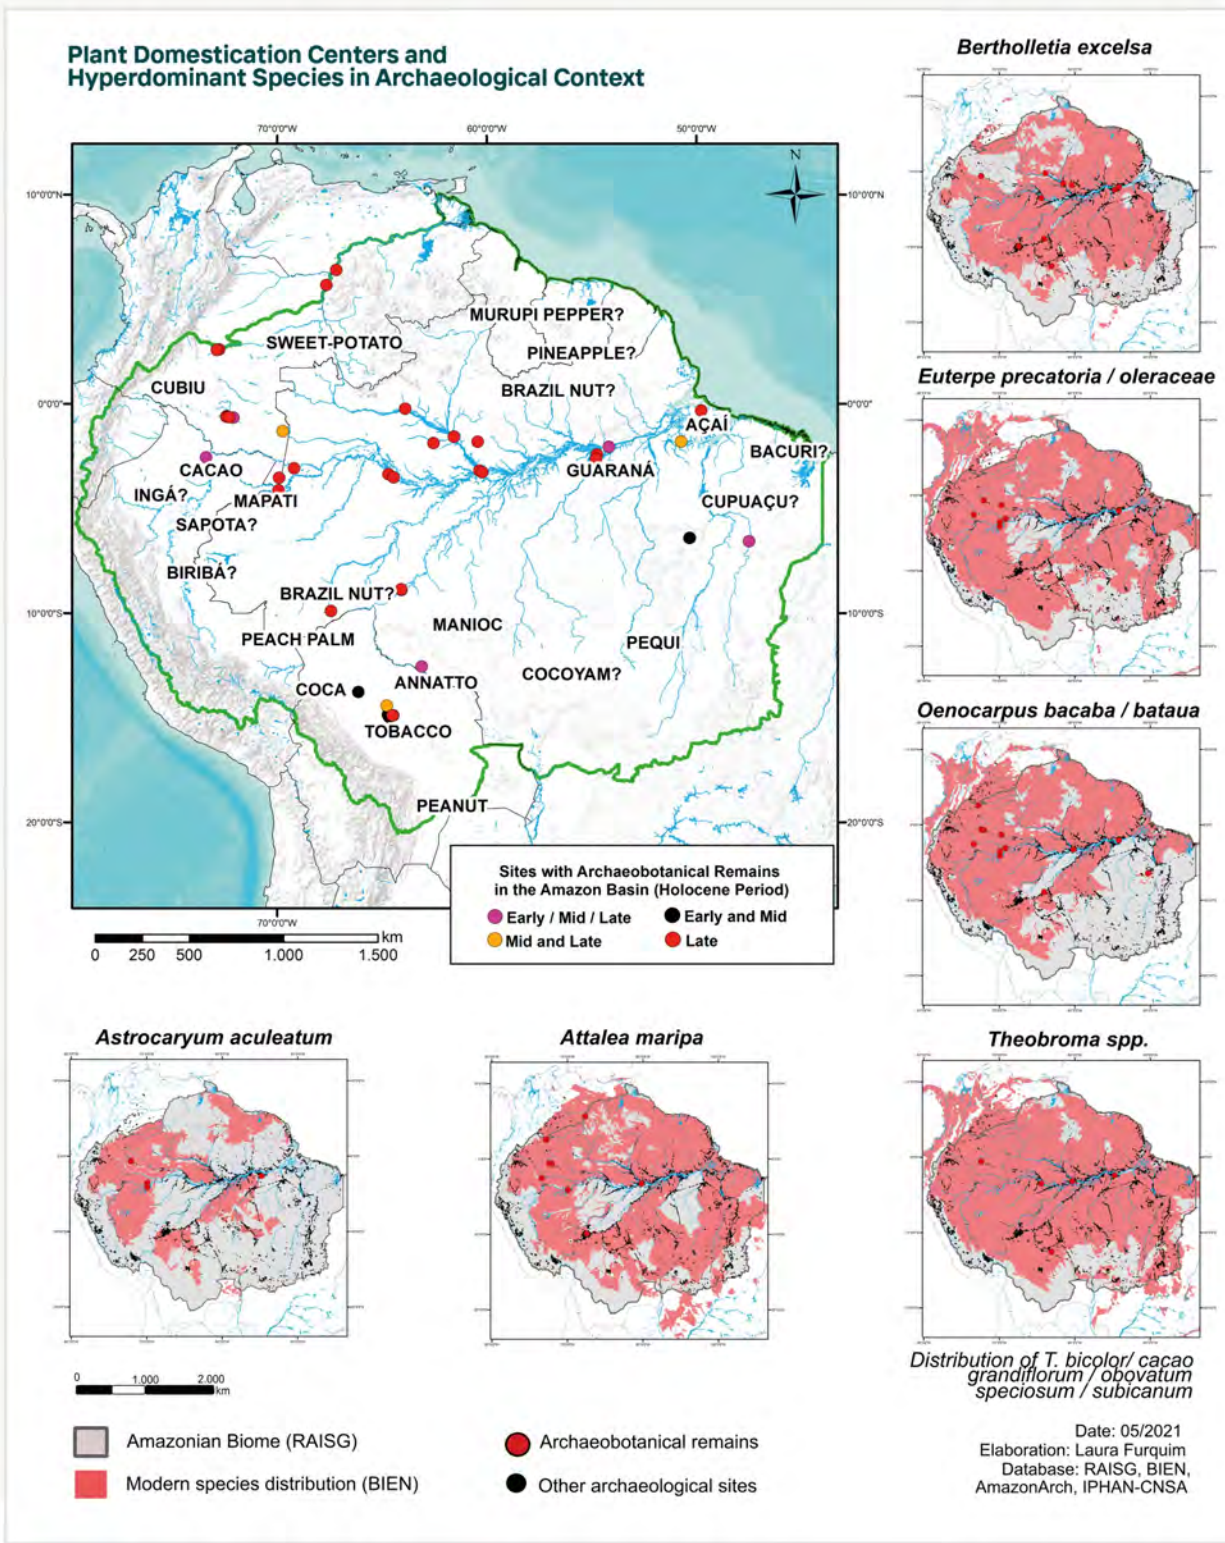 Plant Domestication Centers and
Hyperdominant Species in Archaeological Context
70°0'0"W
60°0'0"W
50°0'0"W
N
10°0'0"N
10°0'0"N
MURUPI PEPPER?
SWEET-POTATO
PINEAPPLE?
CUBIU
BRAZIL NUT?
0°0'0"
0°0'0"
AÇAÍ
BACURI?
CACAO
GUARANÁ
INGÁ?
MAPATI
CUPUAÇU?
SAPOTA?
BIRIBÁ?
BRAZIL NUT?
10°0'0"S
10°0'0"S
MANIOC
PEACH PALM
PEQUI
COCOYAM?
COCA
ANNATTO
TOBACCO
PEANUT
20°0'0"S
20°0'0"S
70°0'0"W
Sites with Archaeobotanical Remains
in the Amazon Basin (Holocene Period)
Early / Mid / Late
Early and Mid
Mid and Late
Late
km
0 250 500 1.000 1.500
Bertholletia excelsa
Euterpe precatoria / oleraceae
Oenocarpus bacaba / bataua
Astrocaryum aculeatum
Attalea maripa
Theobroma spp.
Distribution of T. bicolor/ cacao
grandiflorum / obovatum
speciosum / subicanum
0 1.000 2.000
km
Amazonian Biome (RAISG)
Modern species distribution (BIEN)
Archaeobotanical remains
Other archaeological sites
Date: 05/2021
Elaboration: Laura Furquim
Database: RAISG, BIEN,
AmazonArch, IPHAN-CNSA